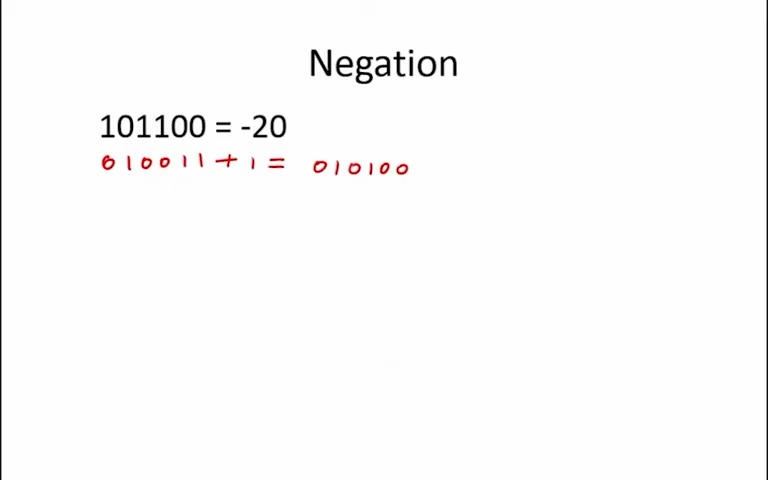 Negation
101100 = -20
010011 + 1 = 010100